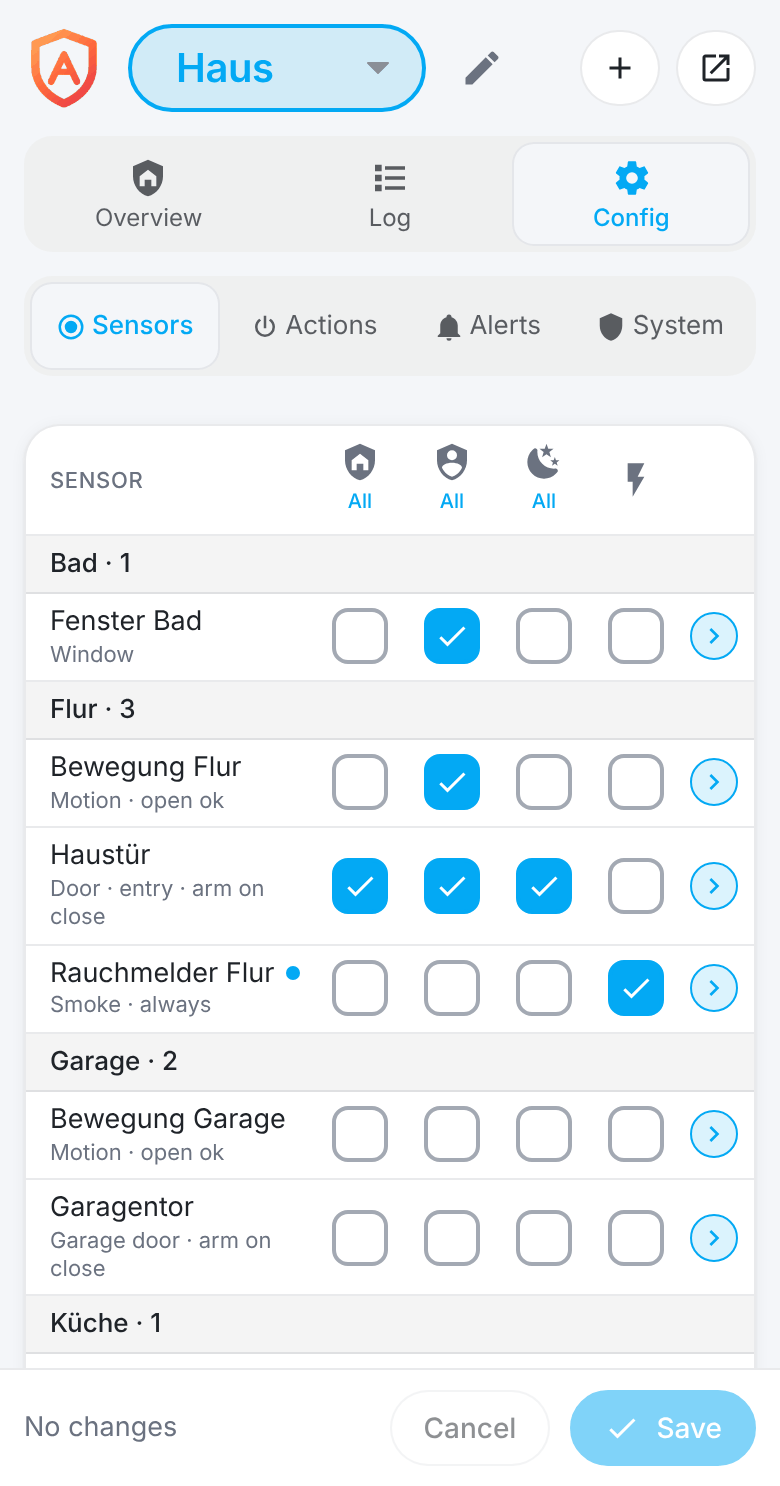 Haus
Overview
Log
Config
Sensors
Actions
Alerts
System
SENSOR
All
All
All
Bad · 1
Fenster Bad
Window
Flur · 3
Bewegung Flur
Motion · open ok
Haustür
Door · entry · arm on
close
Rauchmelder Flur
Smoke · always
Garage · 2
Bewegung Garage
Motion · open ok
Garagentor
Garage door · arm on
close
Küche · 1
No changes
Cancel
Save